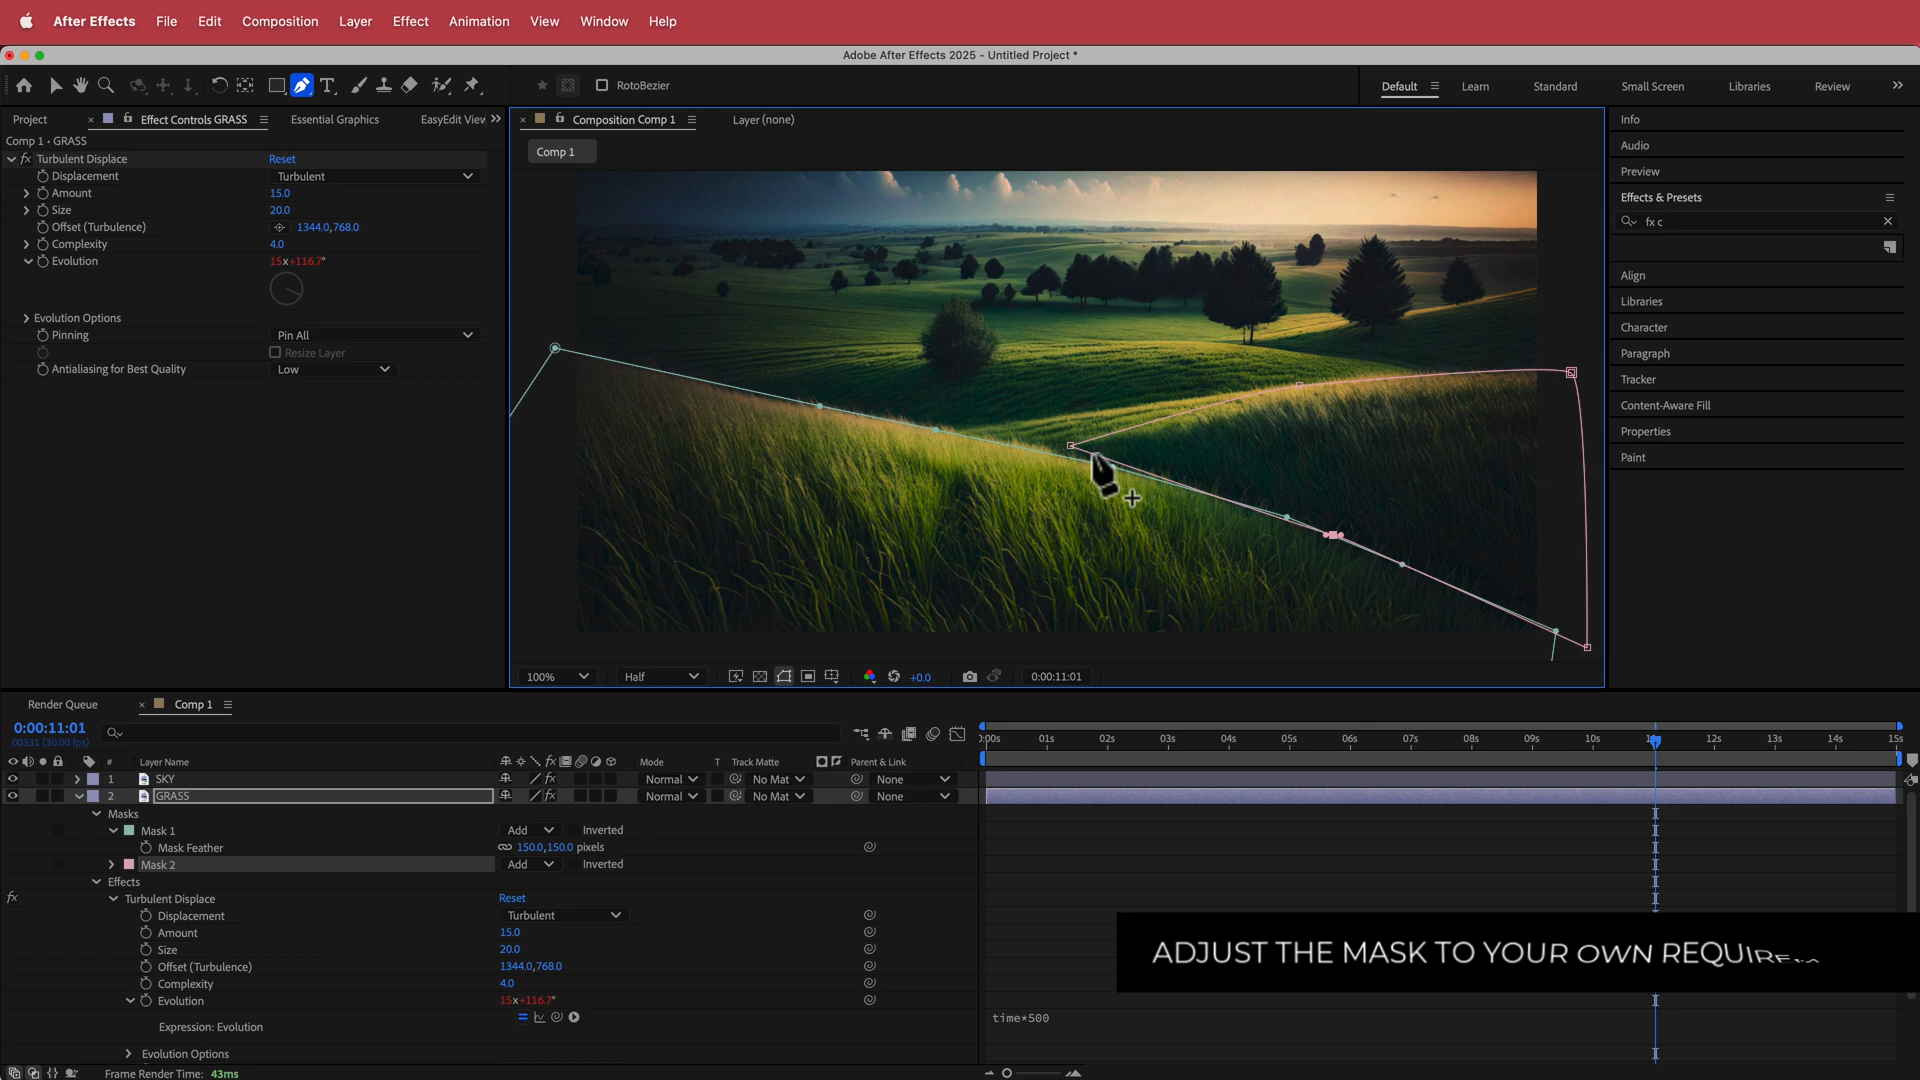 After Effects File Edit Composition Layer Effect Animation View Window Help
Adobe After Effects 2025 - Untitled Project *
RotoBezier
Default Learn Standard Small Screen Libraries Review
Project Effect Controls GRASS Essential Graphics EasyEdit View
Comp 1 • GRASS
fx Turbulent Displace Reset
Displacement Turbulent
Amount 15.0
Size 20.0
Offset (Turbulence) 1344.0,768.0
Complexity 4.0
Evolution 15x+116.7°
Evolution Options
Pinning Pin All
Resize Layer
Antialiasing for Best Quality Low
Composition Comp 1 Layer (none)
Comp 1
100% Half +0.0 0:00:11:01
Info
Audio
Preview
Effects & Presets
fx c
Align
Libraries
Character
Paragraph
Tracker
Content-Aware Fill
Properties
Paint
Render Queue Comp 1
0:00:11:01
00331 (30.00 fps)
# Layer Name fx Mode T Track Matte Parent & Link
1 SKY fx Normal No Mat None
2 GRASS fx Normal No Mat None
Masks
Mask 1 Add Inverted
Mask Feather 150.0,150.0 pixels
Mask 2 Add Inverted
Effects
fx Turbulent Displace Reset
Displacement Turbulent
Amount 15.0
Size 20.0
Offset (Turbulence) 1344.0,768.0
Complexity 4.0
Evolution 15x+116.7°
Expression: Evolution
Evolution Options
Frame Render Time: 43ms
0:00s 01s 02s 03s 04s 05s 06s 07s 08s 09s 10s 12s 13s 14s 15s
ADJUST THE MASK TO YOUR OWN
time*500